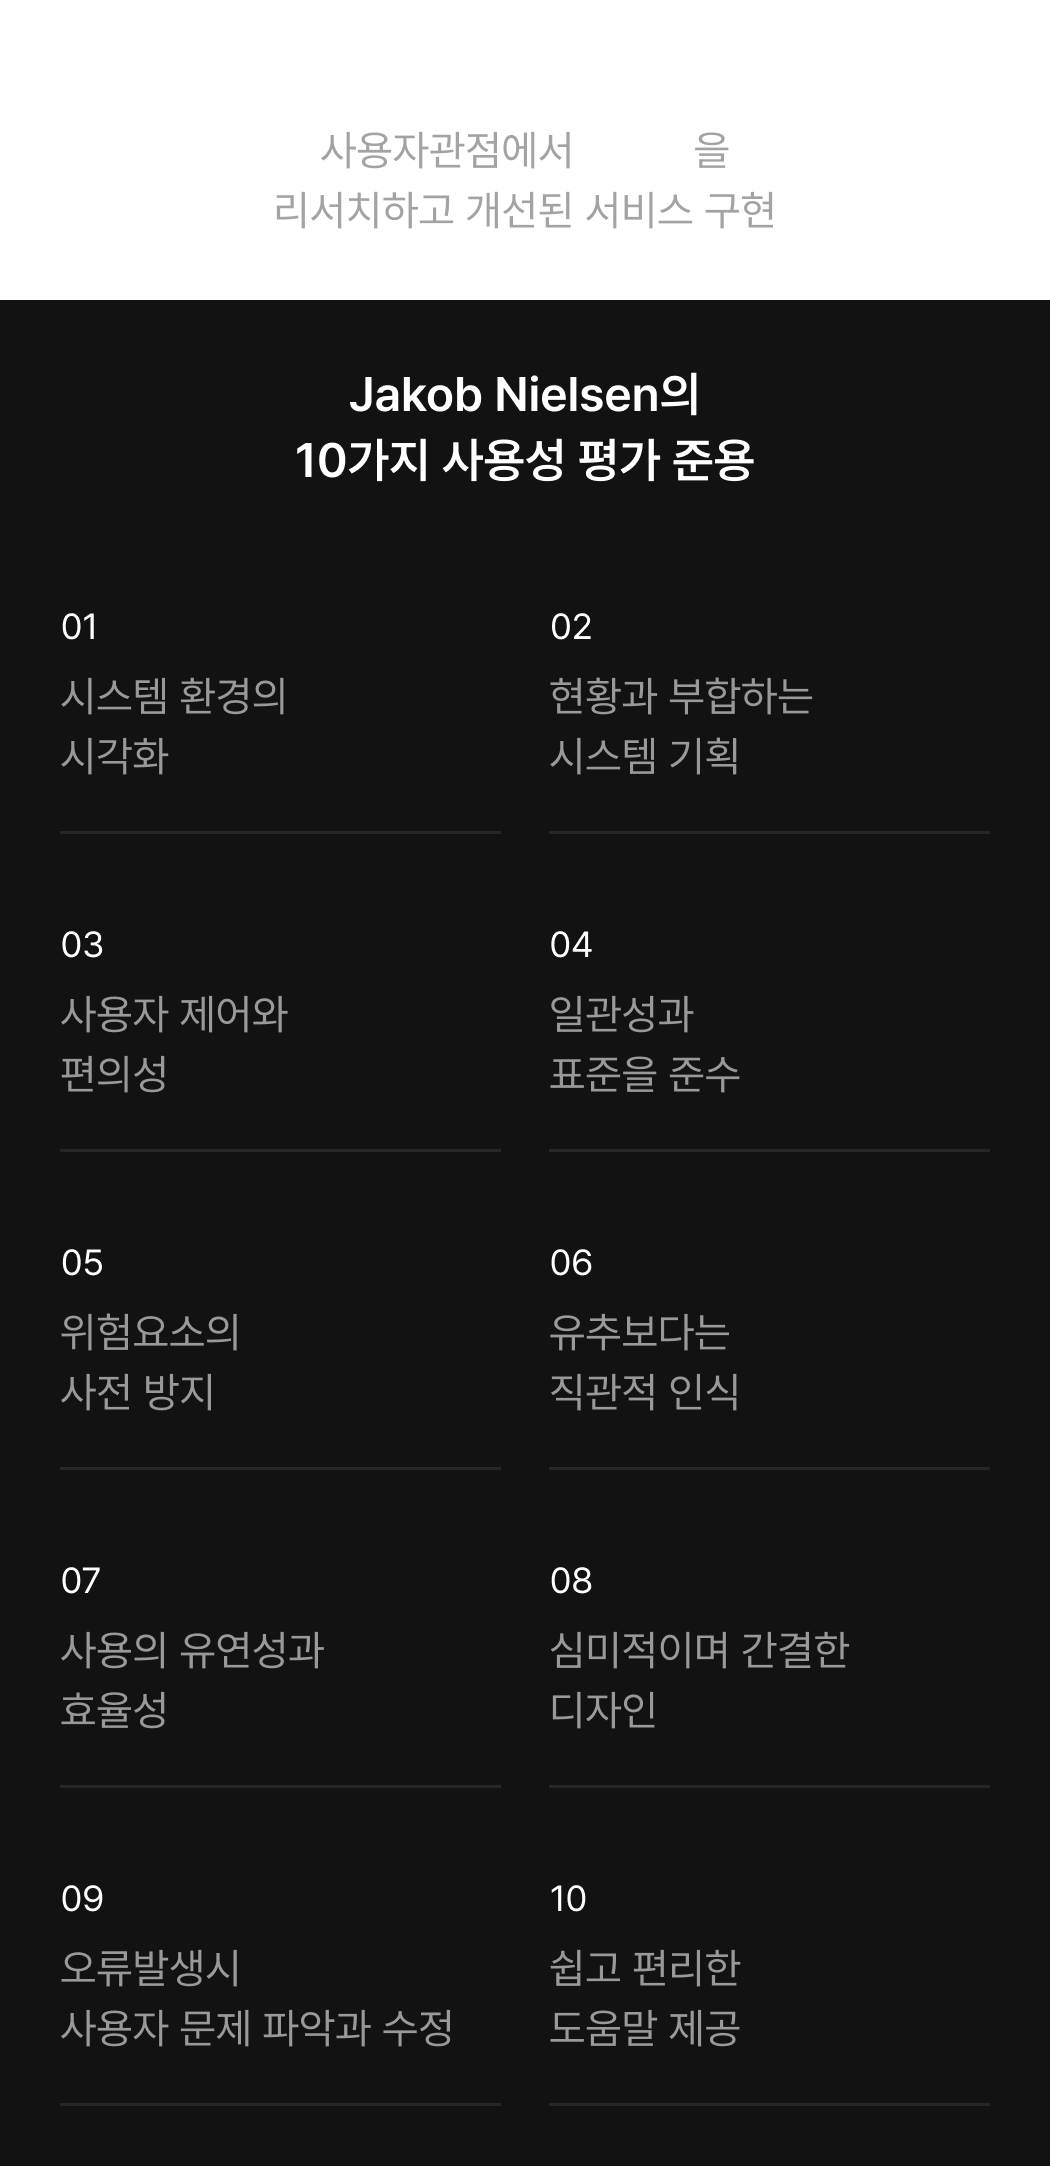 사용자관점에서 을
리서치하고 개선된 서비스 구현
Jakob Nielsen의
10가지 사용성 평가 준용
01
시스템 환경의
시각화
02
현황과 부합하는
시스템 기획
03
사용자 제어와
편의성
04
일관성과
표준을 준수
05
위험요소의
사전 방지
06
유추보다는
직관적 인식
07
사용의 유연성과
효율성
08
심미적이며 간결한
디자인
09
오류발생시
사용자 문제 파악과 수정
10
쉽고 편리한
도움말 제공